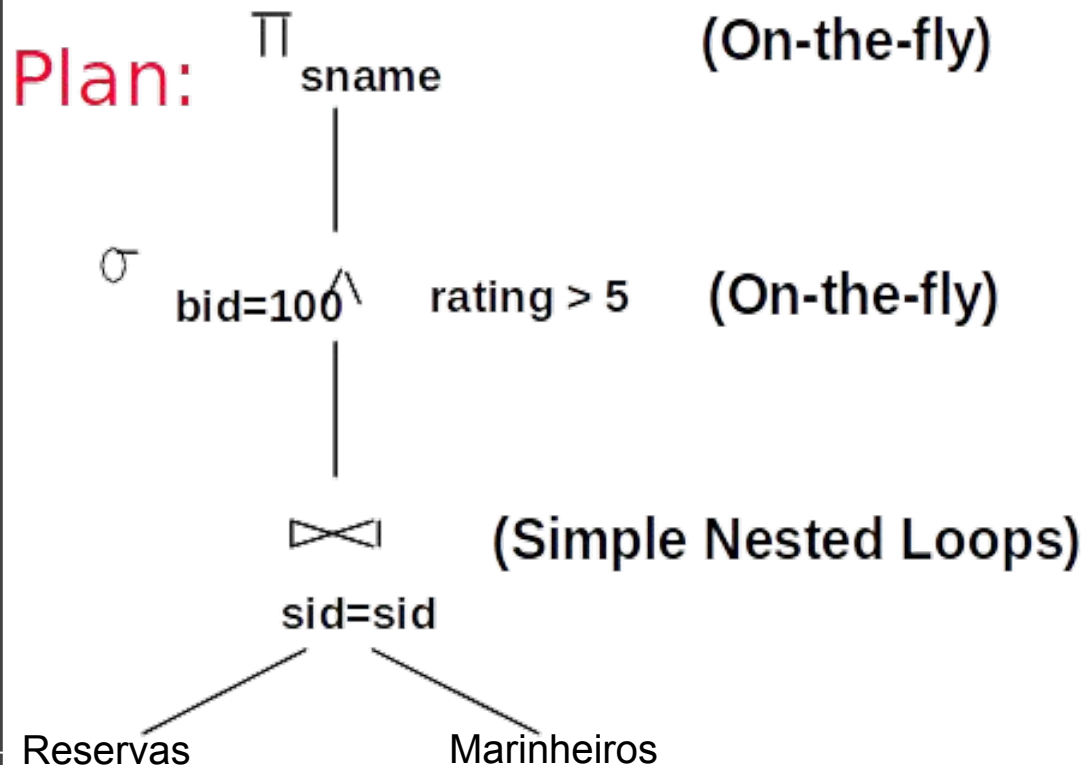 Π sname (On-the-fly)
Plan:
σ bid=100 ^ rating > 5 (On-the-fly)
⋈ (Simple Nested Loops)
sid=sid
Reservas Marinheiros